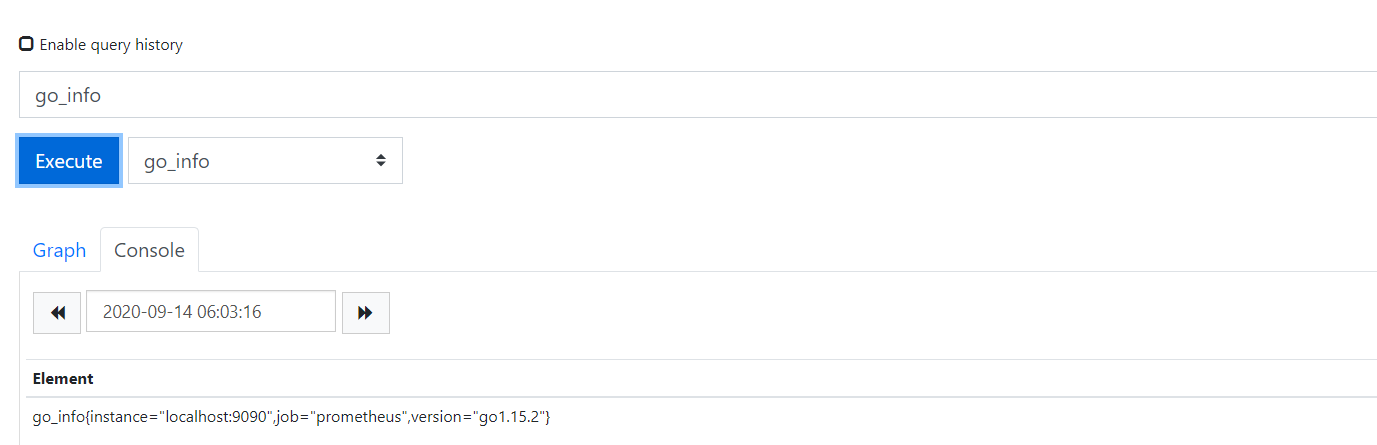 Enable query history
go_info
Execute go_info
Graph Console
2020-09-14 06:03:16
Element
go_info{instance="localhost:9090",job="prometheus",version="go1.15.2"}